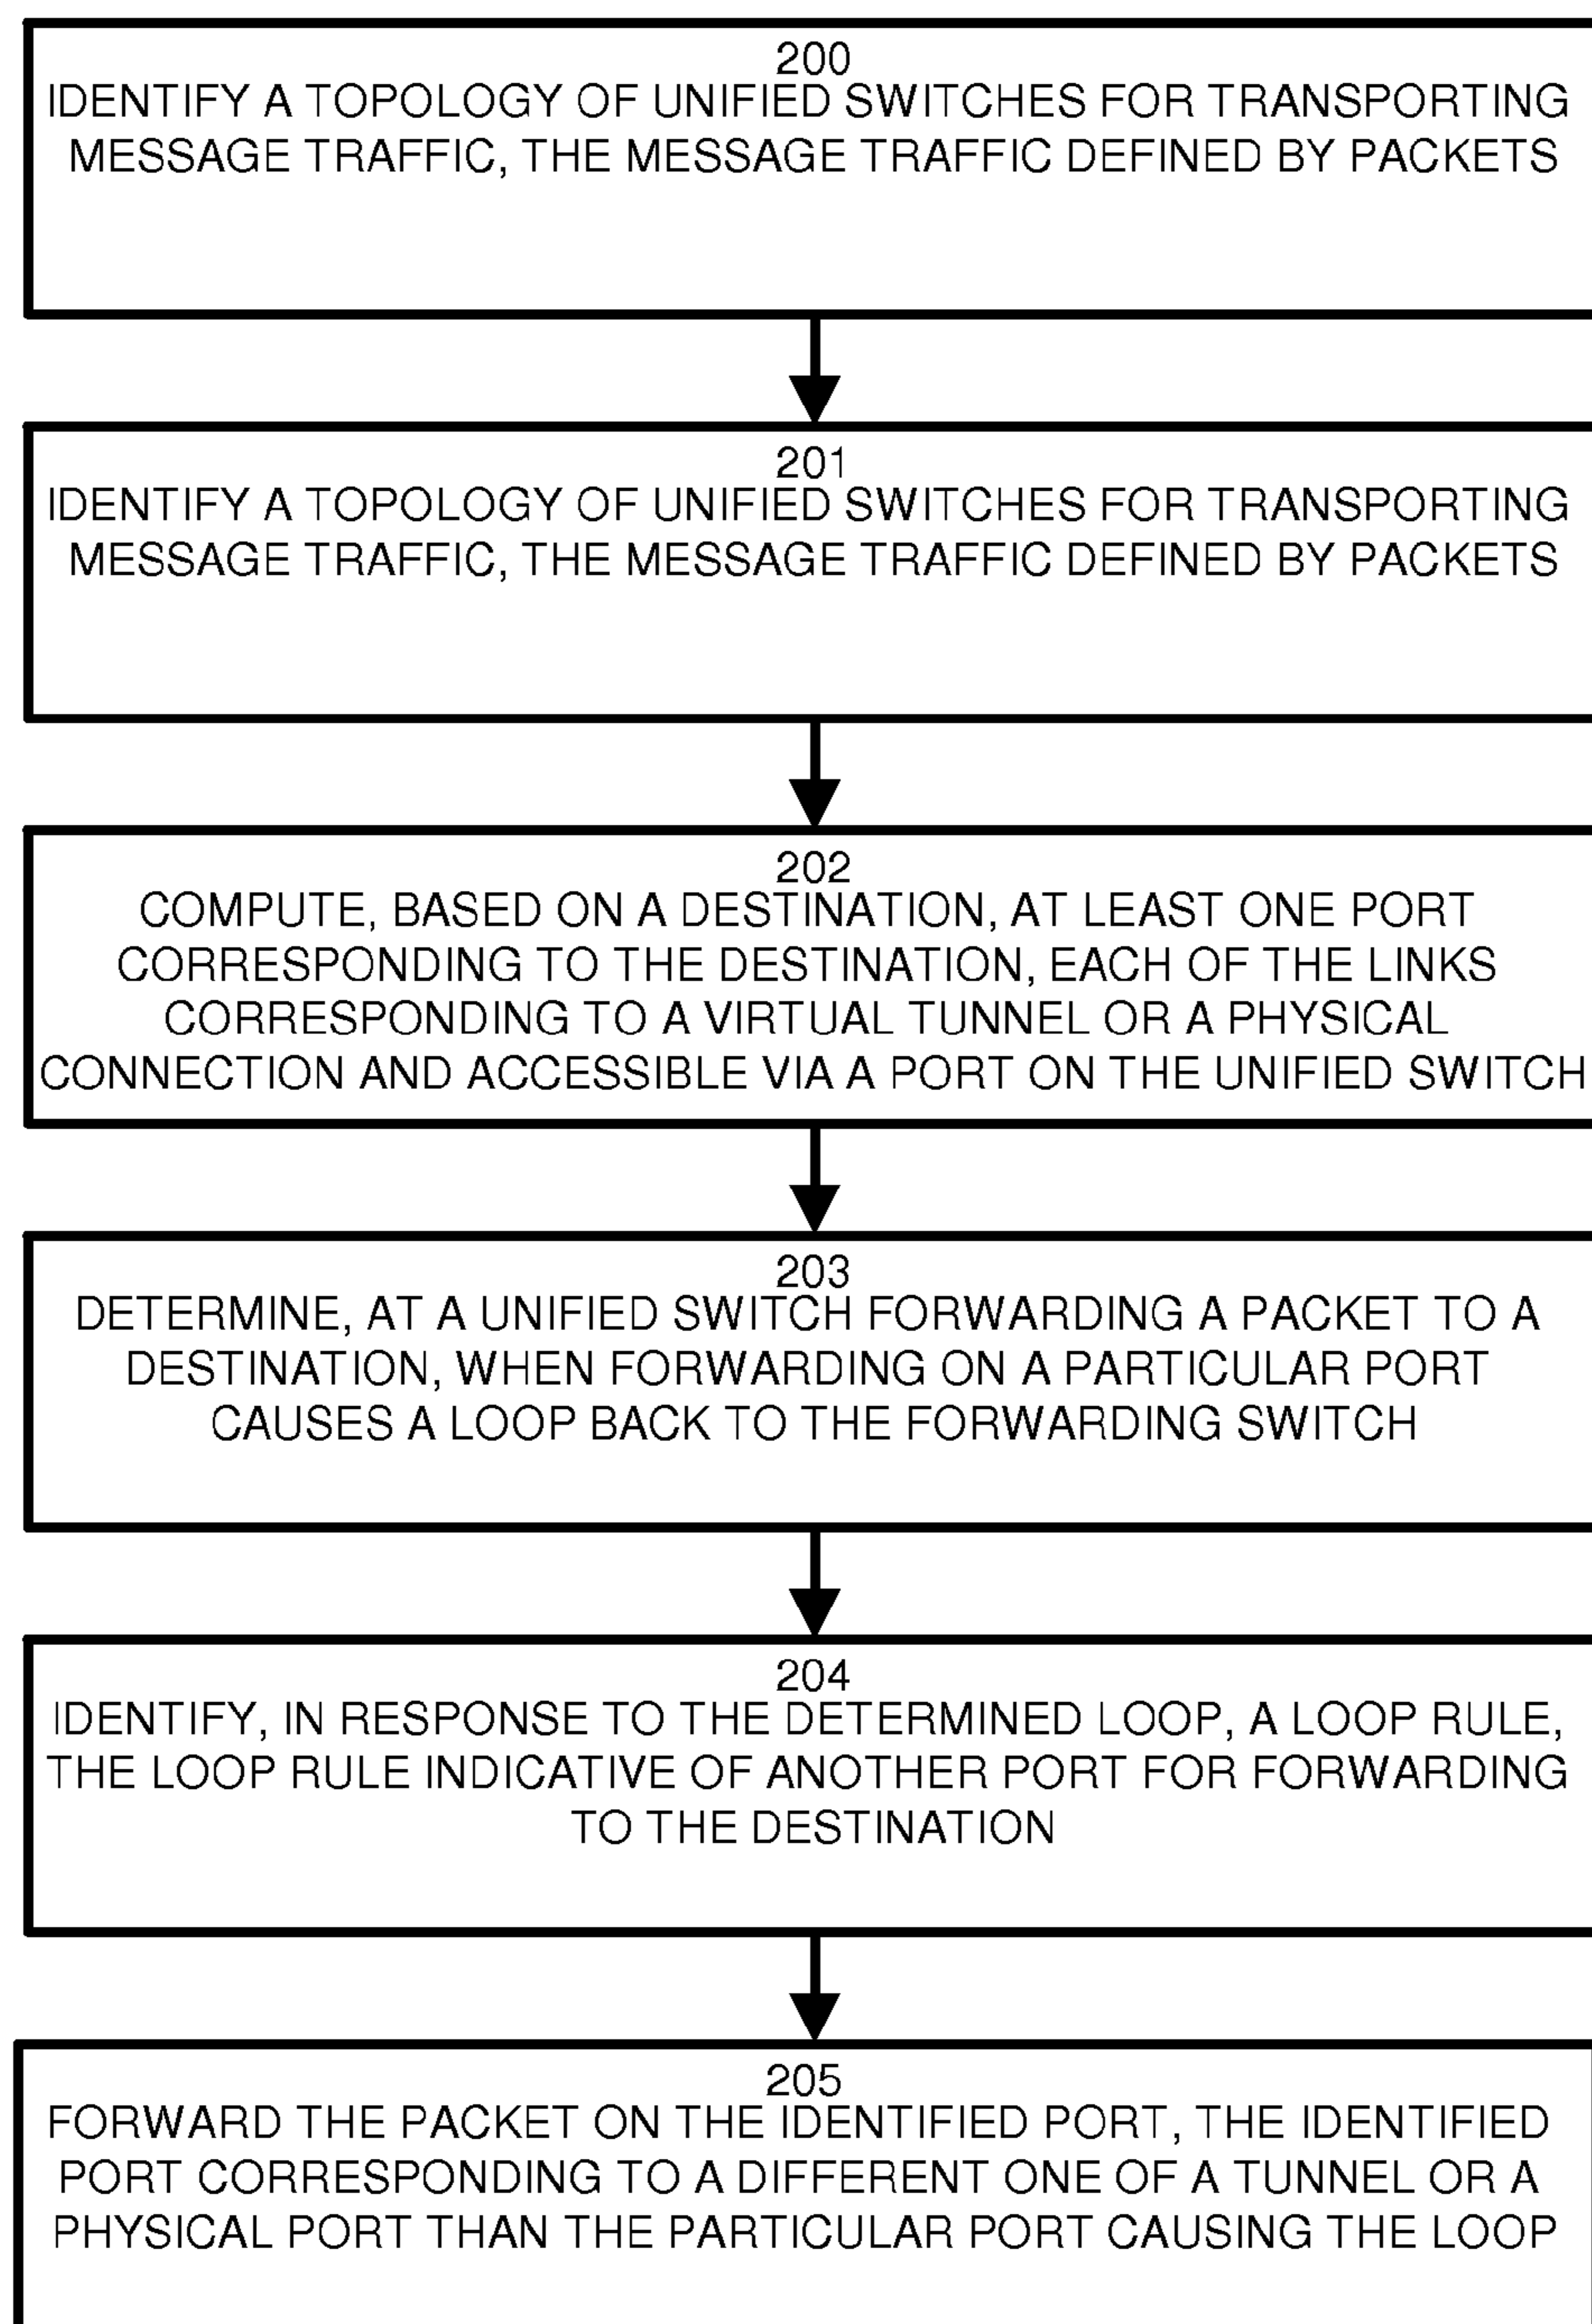 200
IDENTIFY A TOPOLOGY OF UNIFIED SWITCHES FOR TRANSPORTING
MESSAGE TRAFFIC, THE MESSAGE TRAFFIC DEFINED BY PACKETS
201
IDENTIFY A TOPOLOGY OF UNIFIED SWITCHES FOR TRANSPORTING
MESSAGE TRAFFIC, THE MESSAGE TRAFFIC DEFINED BY PACKETS
202
COMPUTE, BASED ON A DESTINATION, AT LEAST ONE PORT
CORRESPONDING TO THE DESTINATION, EACH OF THE LINKS
CORRESPONDING TO A VIRTUAL TUNNEL OR A PHYSICAL
CONNECTION AND ACCESSIBLE VIA A PORT ON THE UNIFIED SWITCH
203
DETERMINE, AT A UNIFIED SWITCH FORWARDING A PACKET TO A
DESTINATION, WHEN FORWARDING ON A PARTICULAR PORT
CAUSES A LOOP BACK TO THE FORWARDING SWITCH
204
IDENTIFY, IN RESPONSE TO THE DETERMINED LOOP, A LOOP RULE,
THE LOOP RULE INDICATIVE OF ANOTHER PORT FOR FORWARDING
TO THE DESTINATION
205
FORWARD THE PACKET ON THE IDENTIFIED PORT, THE IDENTIFIED
PORT CORRESPONDING TO A DIFFERENT ONE OF A TUNNEL OR A
PHYSICAL PORT THAN THE PARTICULAR PORT CAUSING THE LOOP